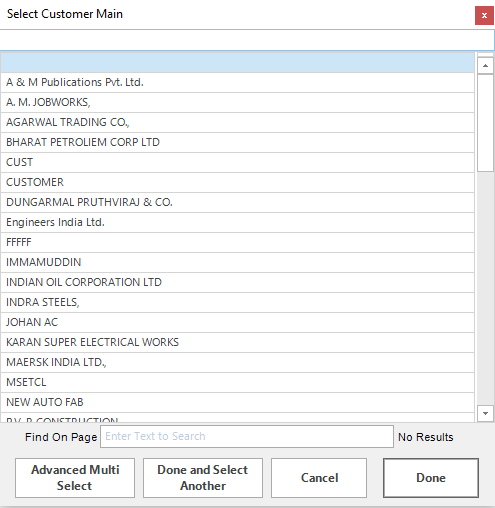 Select Customer Main
x
A & M Publications Pvt. Ltd.
A. M. JOBWORKS,
AGARWAL TRADING CO.,
BHARAT PETROLIEM CORP LTD
CUST
CUSTOMER
DUNGARMAL PRUTHVIRAJ & CO.
Engineers India Ltd.
FFFFF
IMMAMUDDIN
INDIAN OIL CORPORATION LTD
INDRA STEELS,
JOHAN AC
KARAN SUPER ELECTRICAL WORKS
MAERSK INDIA LTD.,
MSETCL
NEW AUTO FAB
CONSTRUCTION
Find On Page Enter Text to Search No Results
Advanced Multi Select
Done and Select Another
Cancel
Done